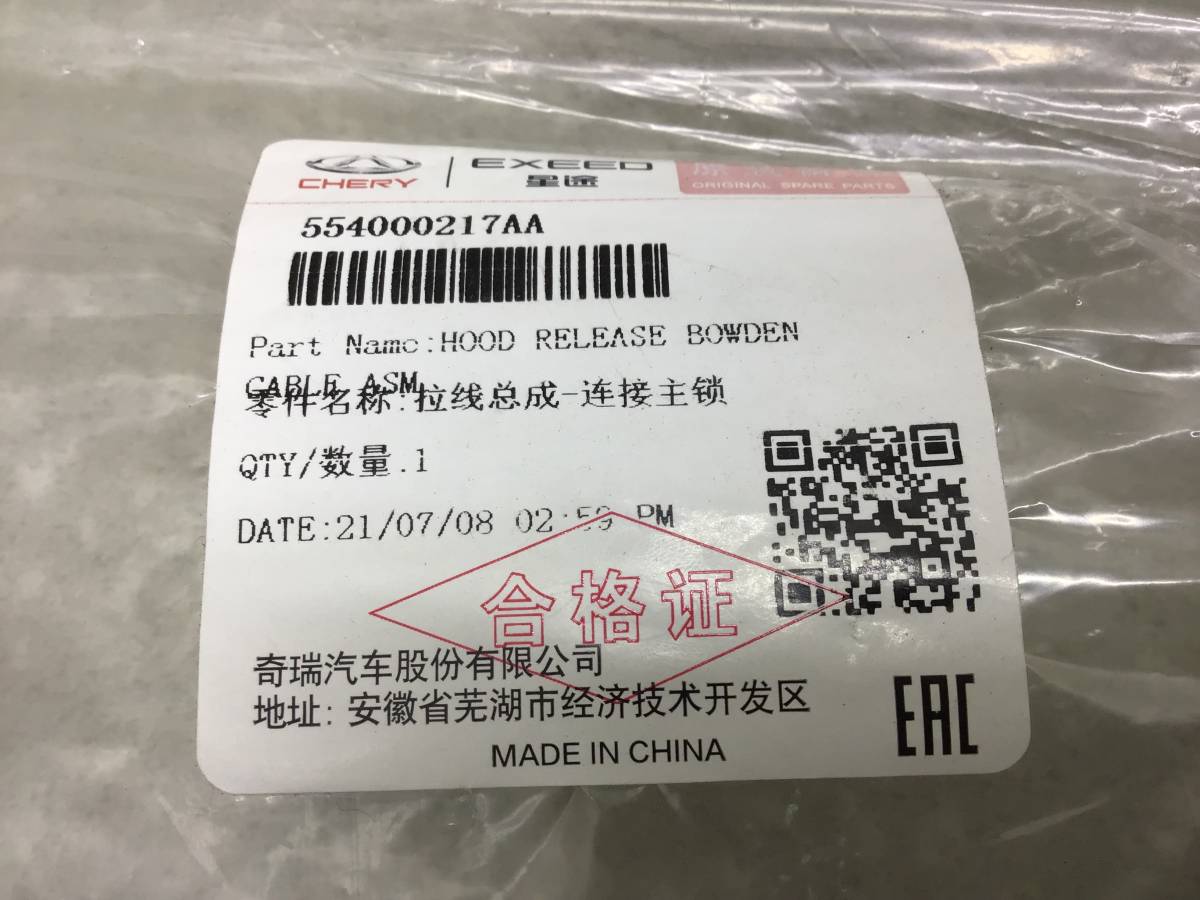 CHERY
EXEED
星途
ORIGINAL SPARE PARTS
554000217AA
Part Name:HOOD RELEASE BOWDEN
CABLE ASM
零件名称:拉线总成-连接主锁
QTY/数量.1
DATE:21/07/08 02:59 PM
合格证
奇瑞汽车股份有限公司
地址: 安徽省芜湖市经济技术开发区
MADE IN CHINA
EAC